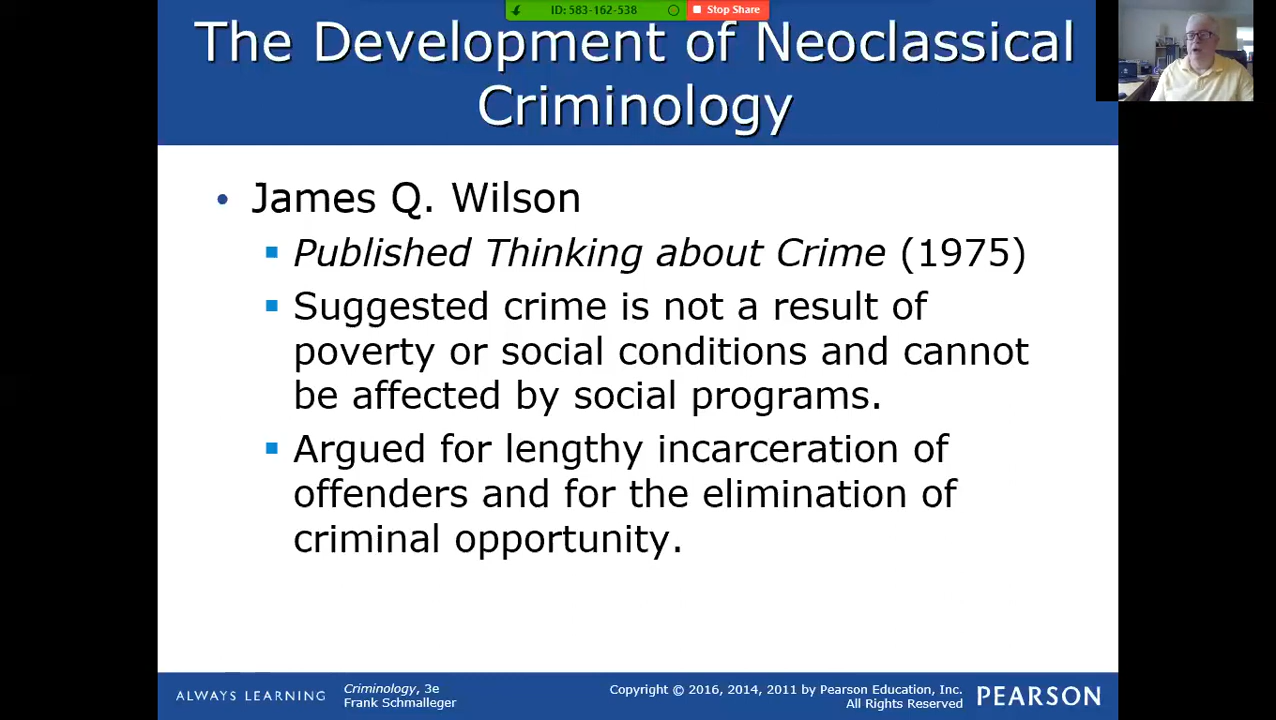 ID: 583-162-538
Stop Share
The Development of Neoclassical
Criminology
• James Q. Wilson
▪ Published Thinking about Crime (1975)
▪ Suggested crime is not a result of
poverty or social conditions and cannot
be affected by social programs.
▪ Argued for lengthy incarceration of
offenders and for the elimination of
criminal opportunity.
ALWAYS LEARNING
Criminology, 3e
Frank Schmalleger
Copyright © 2016, 2014, 2011 by Pearson Education, Inc.
All Rights Reserved
PEARSON